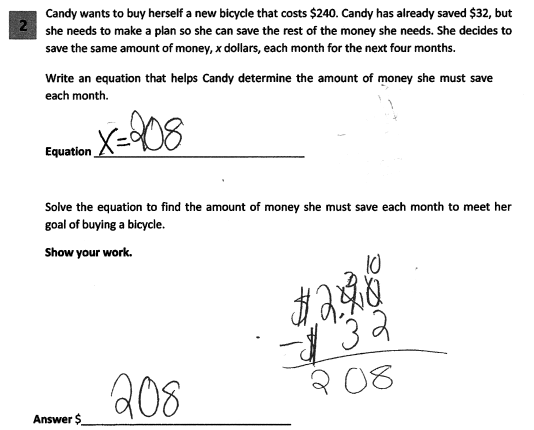 2
Candy wants to buy herself a new bicycle that costs $240. Candy has already saved $32, but
she needs to make a plan so she can save the rest of the money she needs. She decides to
save the same amount of money, x dollars, each month for the next four months.
Write an equation that helps Candy determine the amount of money she must save
each month.
Equation x=208
Solve the equation to find the amount of money she must save each month to meet her
goal of buying a bicycle.
Show your work.
3 10
$240
-$ 32
208
Answer $ 208